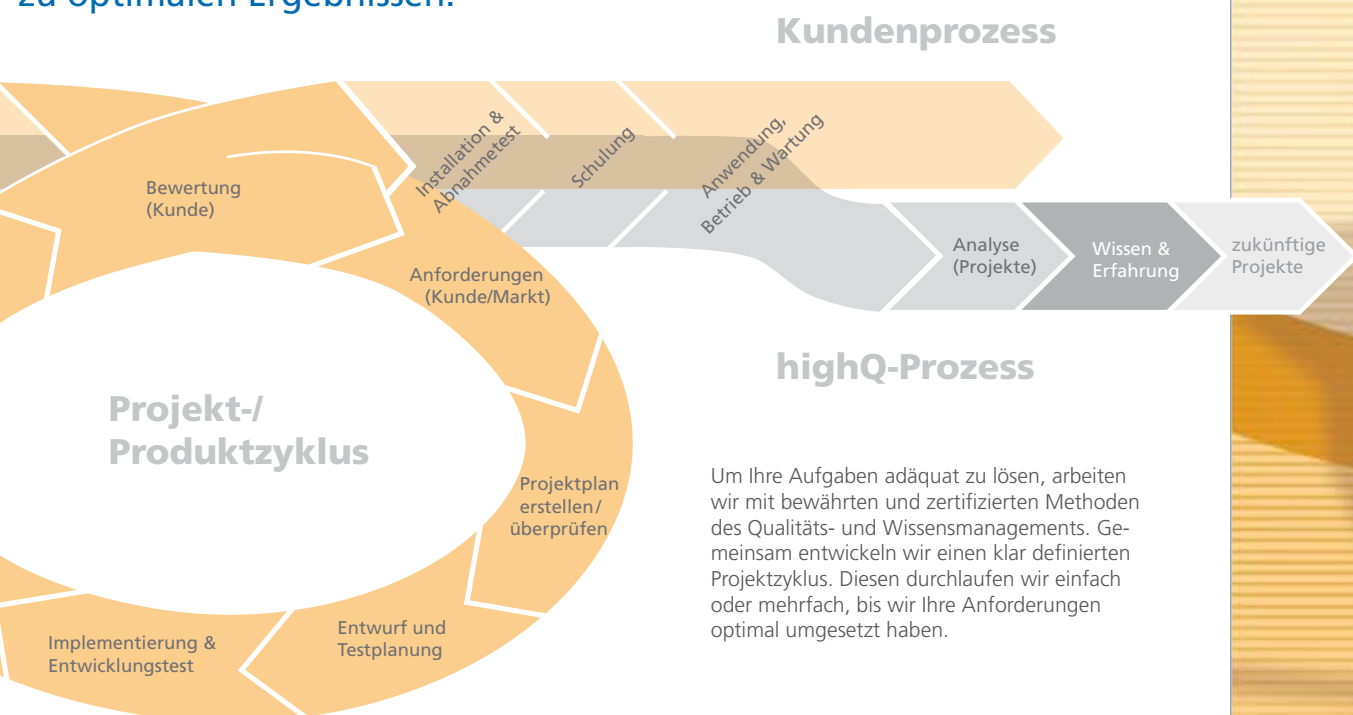 zu optimalen Ergebnissen.
Kundenprozess
Installation &
Abnahmetest
Schulung
Anwendung,
Betrieb & Wartung
Bewertung
(Kunde)
Anforderungen
(Kunde/Markt)
Analyse
(Projekte)
Wissen &
Erfahrung
zukünftige
Projekte
highQ-Prozess
Projekt-/
Produktzyklus
Projektplan
erstellen/
überprüfen
Entwurf und
Testplanung
Implementierung &
Entwicklungstest
Um Ihre Aufgaben adäquat zu lösen, arbeiten
wir mit bewährten und zertifizierten Methoden
des Qualitäts- und Wissensmanagements. Ge-
meinsam entwickeln wir einen klar definierten
Projektzyklus. Diesen durchlaufen wir einfach
oder mehrfach, bis wir Ihre Anforderungen
optimal umgesetzt haben.